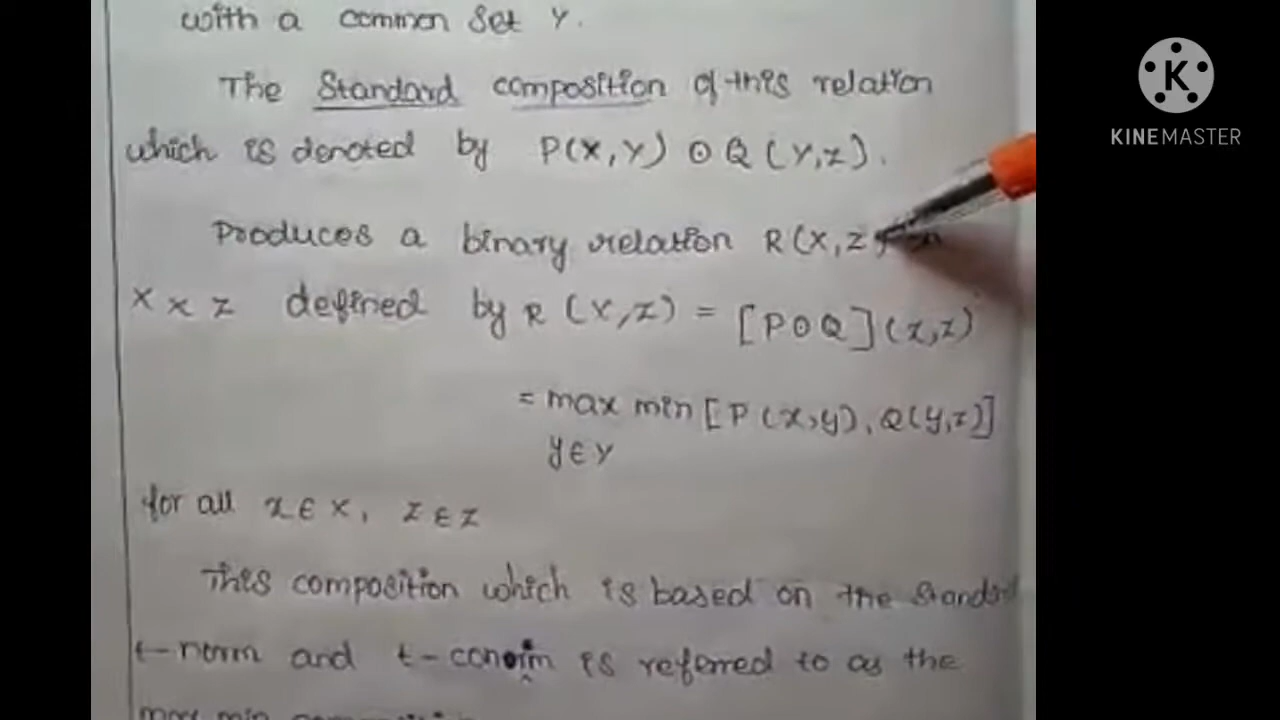 with a common set Y.
The Standard composition of this relation
which is denoted by P(X,Y) ⊙ Q(Y,Z).
Produces a binary relation R(X,Z) on
X × Z defined by R(X,Z) = [P⊙Q](x,z)
= max min [P(x,y), Q(y,z)]
y∈Y
for all x∈X, z∈Z
This composition which is based on the Standard
t-norm and t-conoim is referred to as the
KINEMASTER